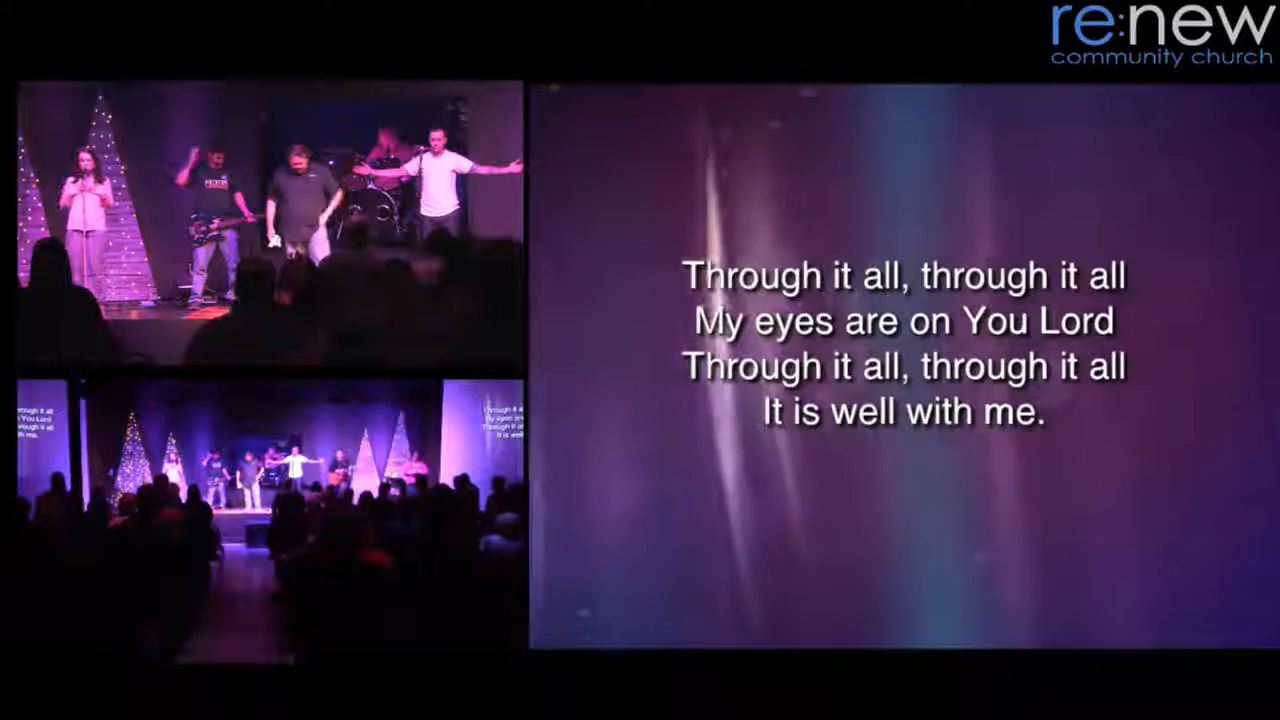 re:new
community church
Through it all, through it all
My eyes are on You Lord
Through it all, through it all
It is well with me.